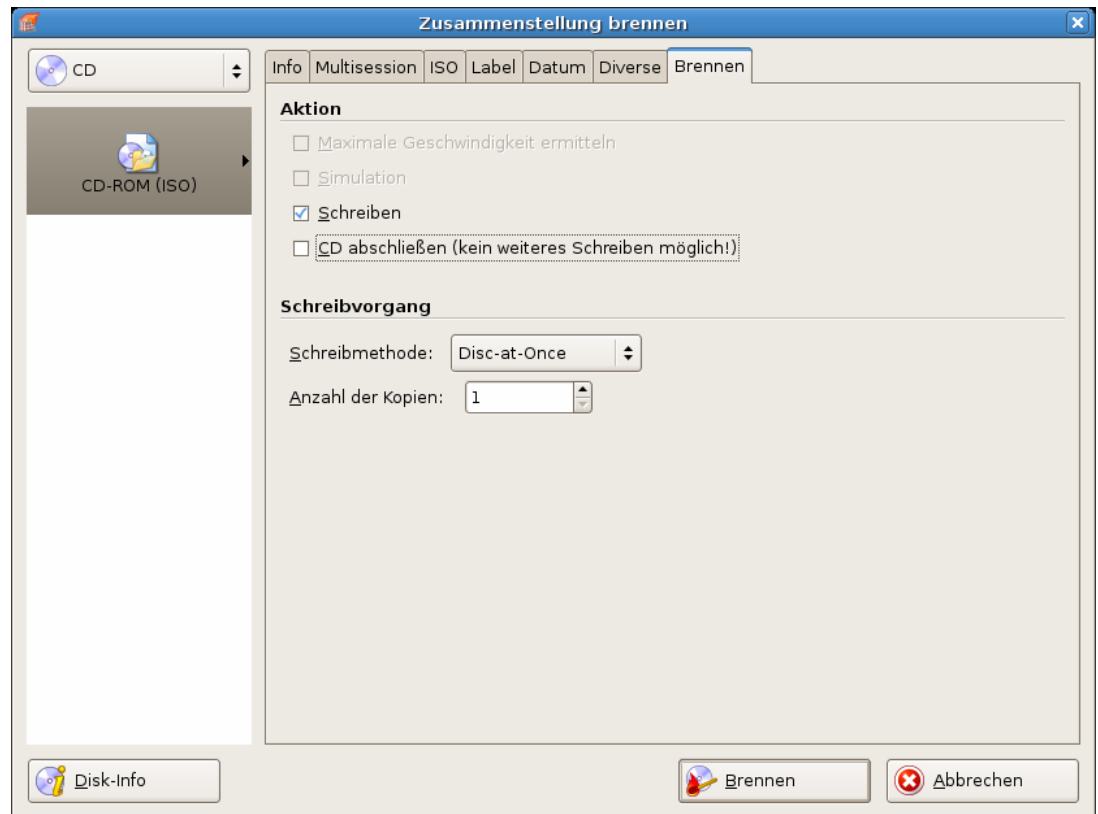 Zusammenstellung brennen
CD
Info Multisession ISO Label Datum Diverse Brennen
CD-ROM (ISO)
Aktion
Maximale Geschwindigkeit ermitteln
Simulation
Schreiben
CD abschließen (kein weiteres Schreiben möglich!)
Schreibvorgang
Schreibmethode: Disc-at-Once
Anzahl der Kopien: 1
Disk-Info
Brennen
Abbrechen